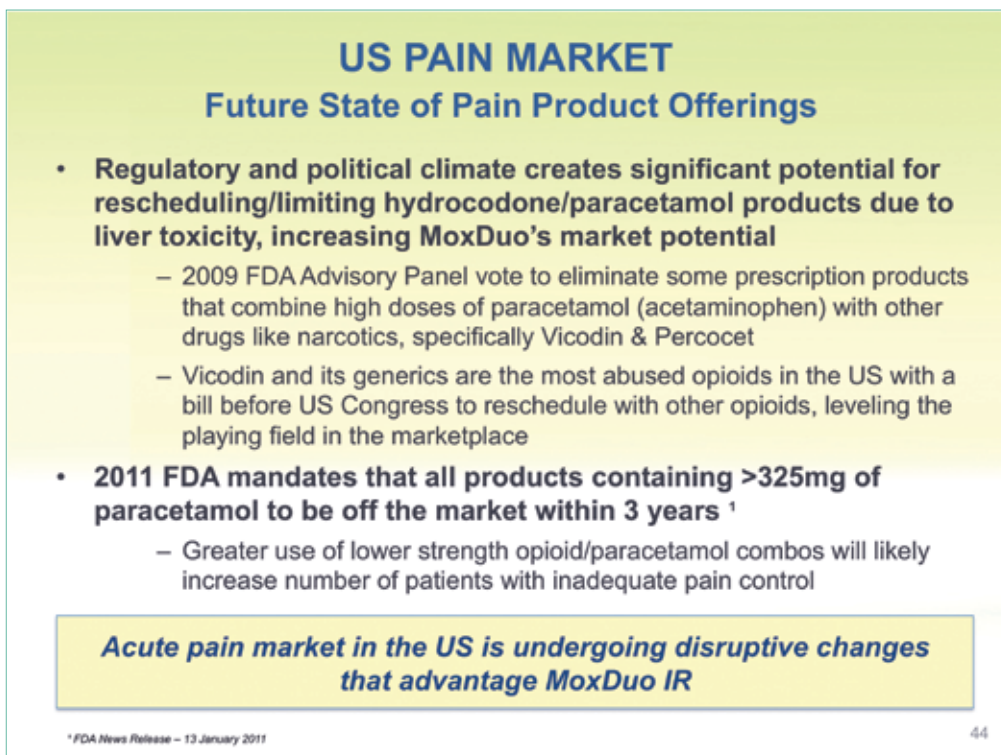 US PAIN MARKET
Future State of Pain Product Offerings
• Regulatory and political climate creates significant potential for
rescheduling/limiting hydrocodone/paracetamol products due to
liver toxicity, increasing MoxDuo's market potential
– 2009 FDA Advisory Panel vote to eliminate some prescription products
that combine high doses of paracetamol (acetaminophen) with other
drugs like narcotics, specifically Vicodin & Percocet
– Vicodin and its generics are the most abused opioids in the US with a
bill before US Congress to reschedule with other opioids, leveling the
playing field in the marketplace
• 2011 FDA mandates that all products containing >325mg of
paracetamol to be off the market within 3 years ¹
– Greater use of lower strength opioid/paracetamol combos will likely
increase number of patients with inadequate pain control
Acute pain market in the US is undergoing disruptive changes
that advantage MoxDuo IR
¹ FDA News Release – 13 January 2011
44